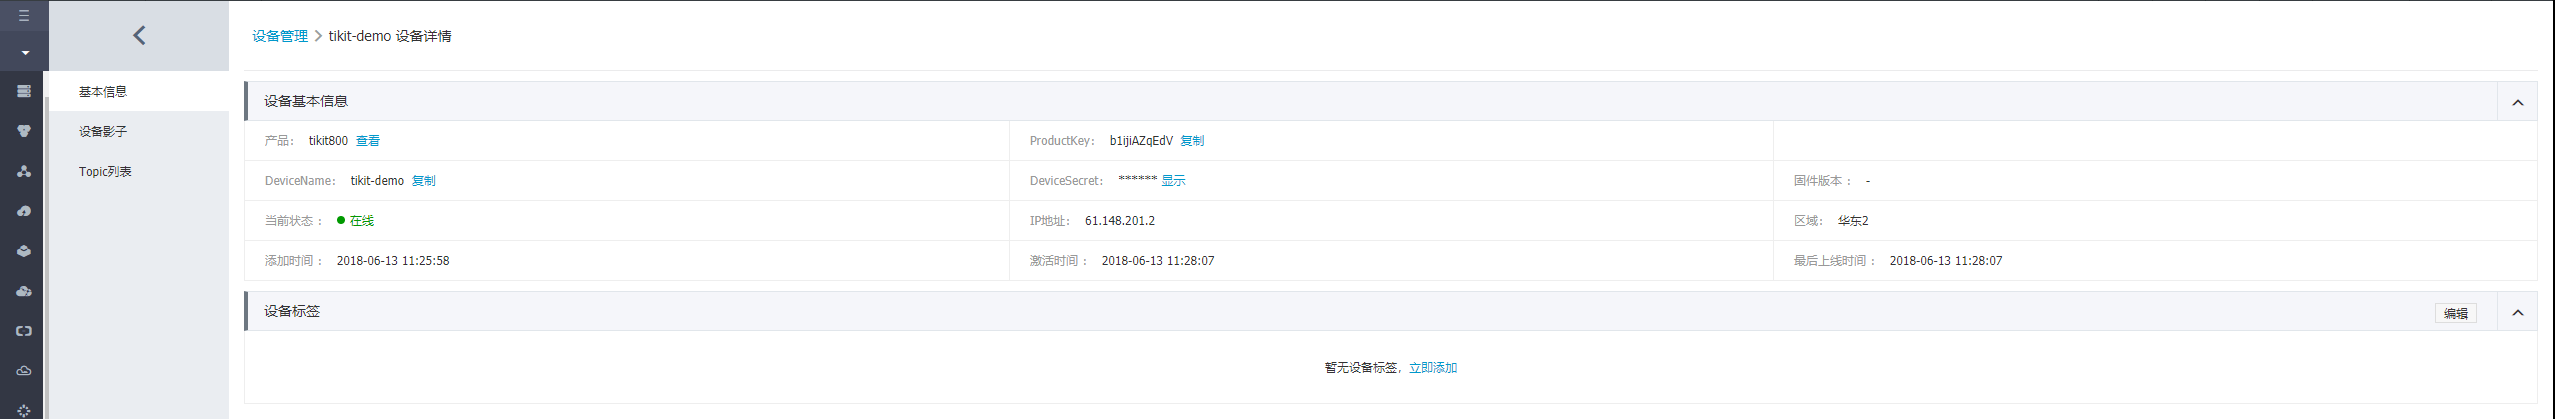 设备管理 > tikit-demo 设备详情
基本信息
设备影子
Topic列表
设备基本信息
产品： tikit800 查看 ProductKey： b1ijiAZqEdV 复制
DeviceName： tikit-demo 复制 DeviceSecret： ****** 显示 固件版本 ： -
当前状态 ： 在线 IP地址： 61.148.201.2 区域： 华东2
添加时间 ： 2018-06-13 11:25:58 激活时间 ： 2018-06-13 11:28:07 最后上线时间 ： 2018-06-13 11:28:07
设备标签 编辑
暂无设备标签，立即添加